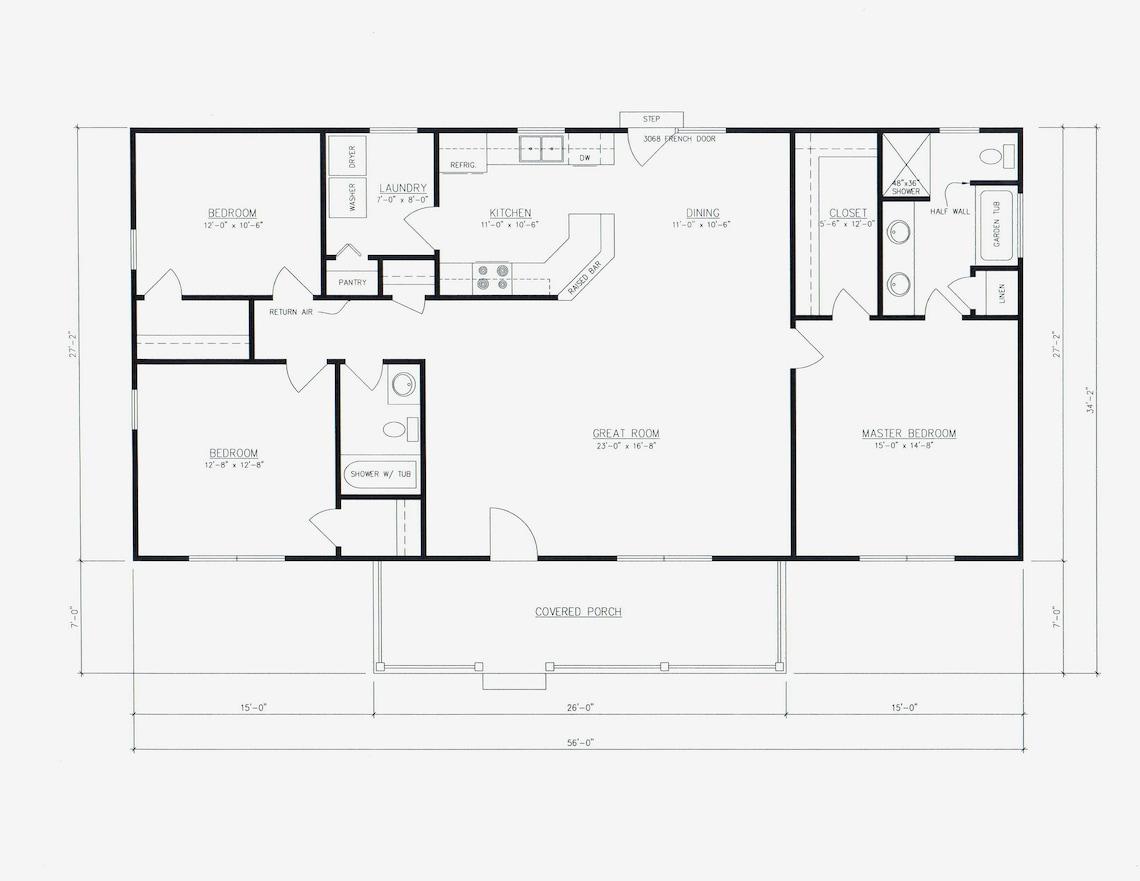 STEP
3068 FRENCH DOOR
DRYER
WASHER
LAUNDRY
7'-0" x 8'-0"
REFRIG.
DW
BEDROOM
12'-0" x 10'-6"
KITCHEN
11'-0" x 10'-6"
DINING
11'-0" x 10'-6"
CLOSET
5'-6" x 12'-0"
48"x36"
SHOWER
HALF WALL
GARDEN TUB
LINEN
PANTRY
RAISED BAR
RETURN AIR
27'-2"
27'-2"
34'-2"
GREAT ROOM
23'-0" x 16'-8"
MASTER BEDROOM
15'-0" x 14'-8"
BEDROOM
12'-8" x 12'-8"
SHOWER W/ TUB
COVERED PORCH
7'-0"
7'-0"
15'-0"
26'-0"
15'-0"
56'-0"